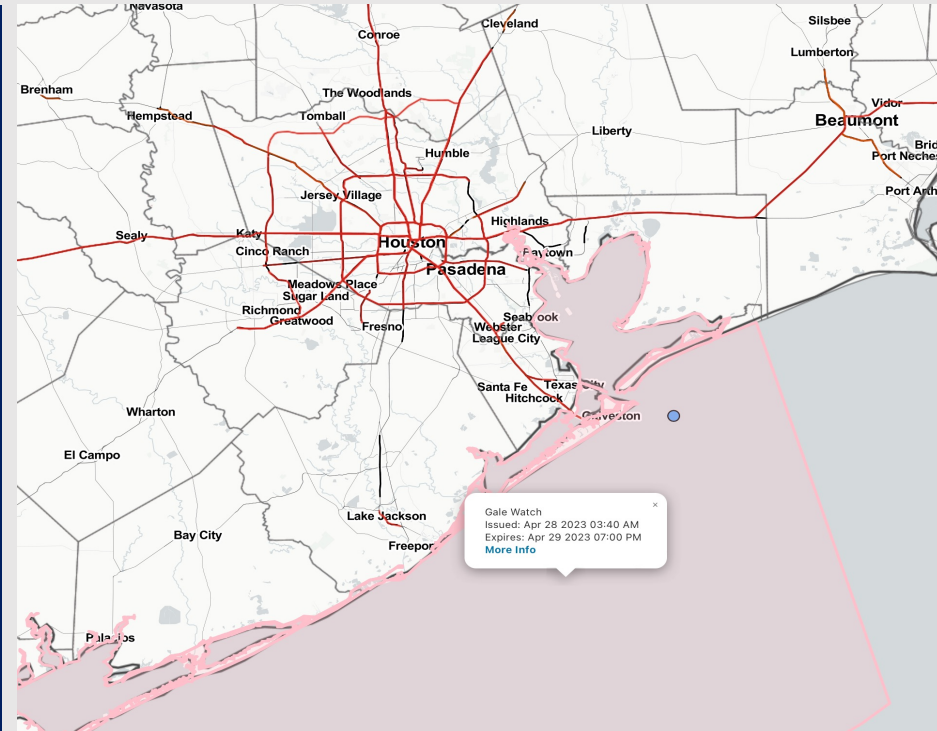 Navasota
Cleveland
Silsbee
Conroe
Lumberton
Brenham
The Woodlands
Vidor
Hempstead
Tomball
Beaumont
Liberty
Humble
Port Neche
Jersey Village
Port Arth
Highlands
Sealy
Katy
Houston
Cinco Ranch
Baytown
Pasadena
Meadows Place
Sugar Land
Richmond
Greatwood
Fresno
Seabrook
Webster
League City
Santa Fe
Texas City
Hitchcock
Wharton
Galveston
El Campo
Lake Jackson
Bay City
Freepor
Palacios
×
Gale Watch
Issued: Apr 28 2023 03:40 AM
Expires: Apr 29 2023 07:00 PM
More Info